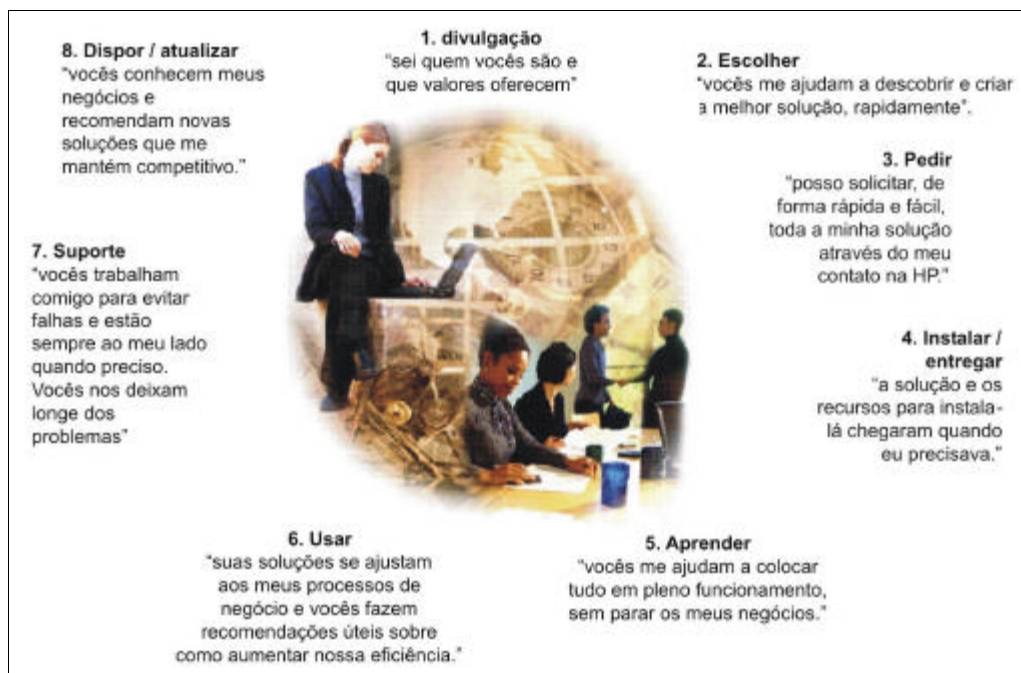 1. divulgação
“sei quem vocês são e
que valores oferecem”
2. Escolher
“vocês me ajudam a descobrir e criar
a melhor solução, rapidamente”.
3. Pedir
“posso solicitar, de
forma rápida e fácil,
toda a minha solução
através do meu
contato na HP.”
4. Instalar /
entregar
“a solução e os
recursos para instala-
lá chegaram quando
eu precisava.”
5. Aprender
“vocês me ajudam a colocar
tudo em pleno funcionamento,
sem parar os meus negócios.”
6. Usar
“suas soluções se ajustam
aos meus processos de
negócio e vocês fazem
recomendações úteis sobre
como aumentar nossa eficiência.”
7. Suporte
“vocês trabalham
comigo para evitar
falhas e estão
sempre ao meu lado
quando preciso.
Vocês nos deixam
longe dos
problemas”
8. Dispor / atualizar
“vocês conhecem meus
negócios e
recomendam novas
soluções que me
mantém competitivo.”